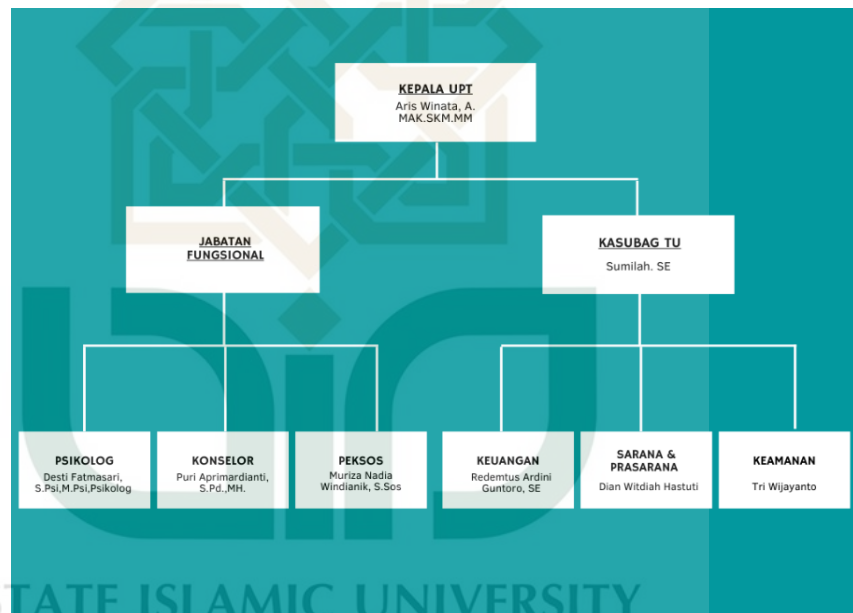 KEPALA UPT
Aris Winata, A.
MAK.SKM.MM
JABATAN
FUNGSIONAL
KASUBAG TU
Sumilah. SE
PSIKOLOG
Desti Fatmasari,
S.Psi,M.Psi,Psikolog
KONSELOR
Puri Aprimardianti,
S.Pd.,MH.
PEKSOS
Muriza Nadia
Windianik, S.Sos
KEUANGAN
Redemtus Ardini
Guntoro, SE
SARANA &
PRASARANA
Dian Witdiah Hastuti
KEAMANAN
Tri Wijayanto
STATE ISLAMIC UNIVERSITY